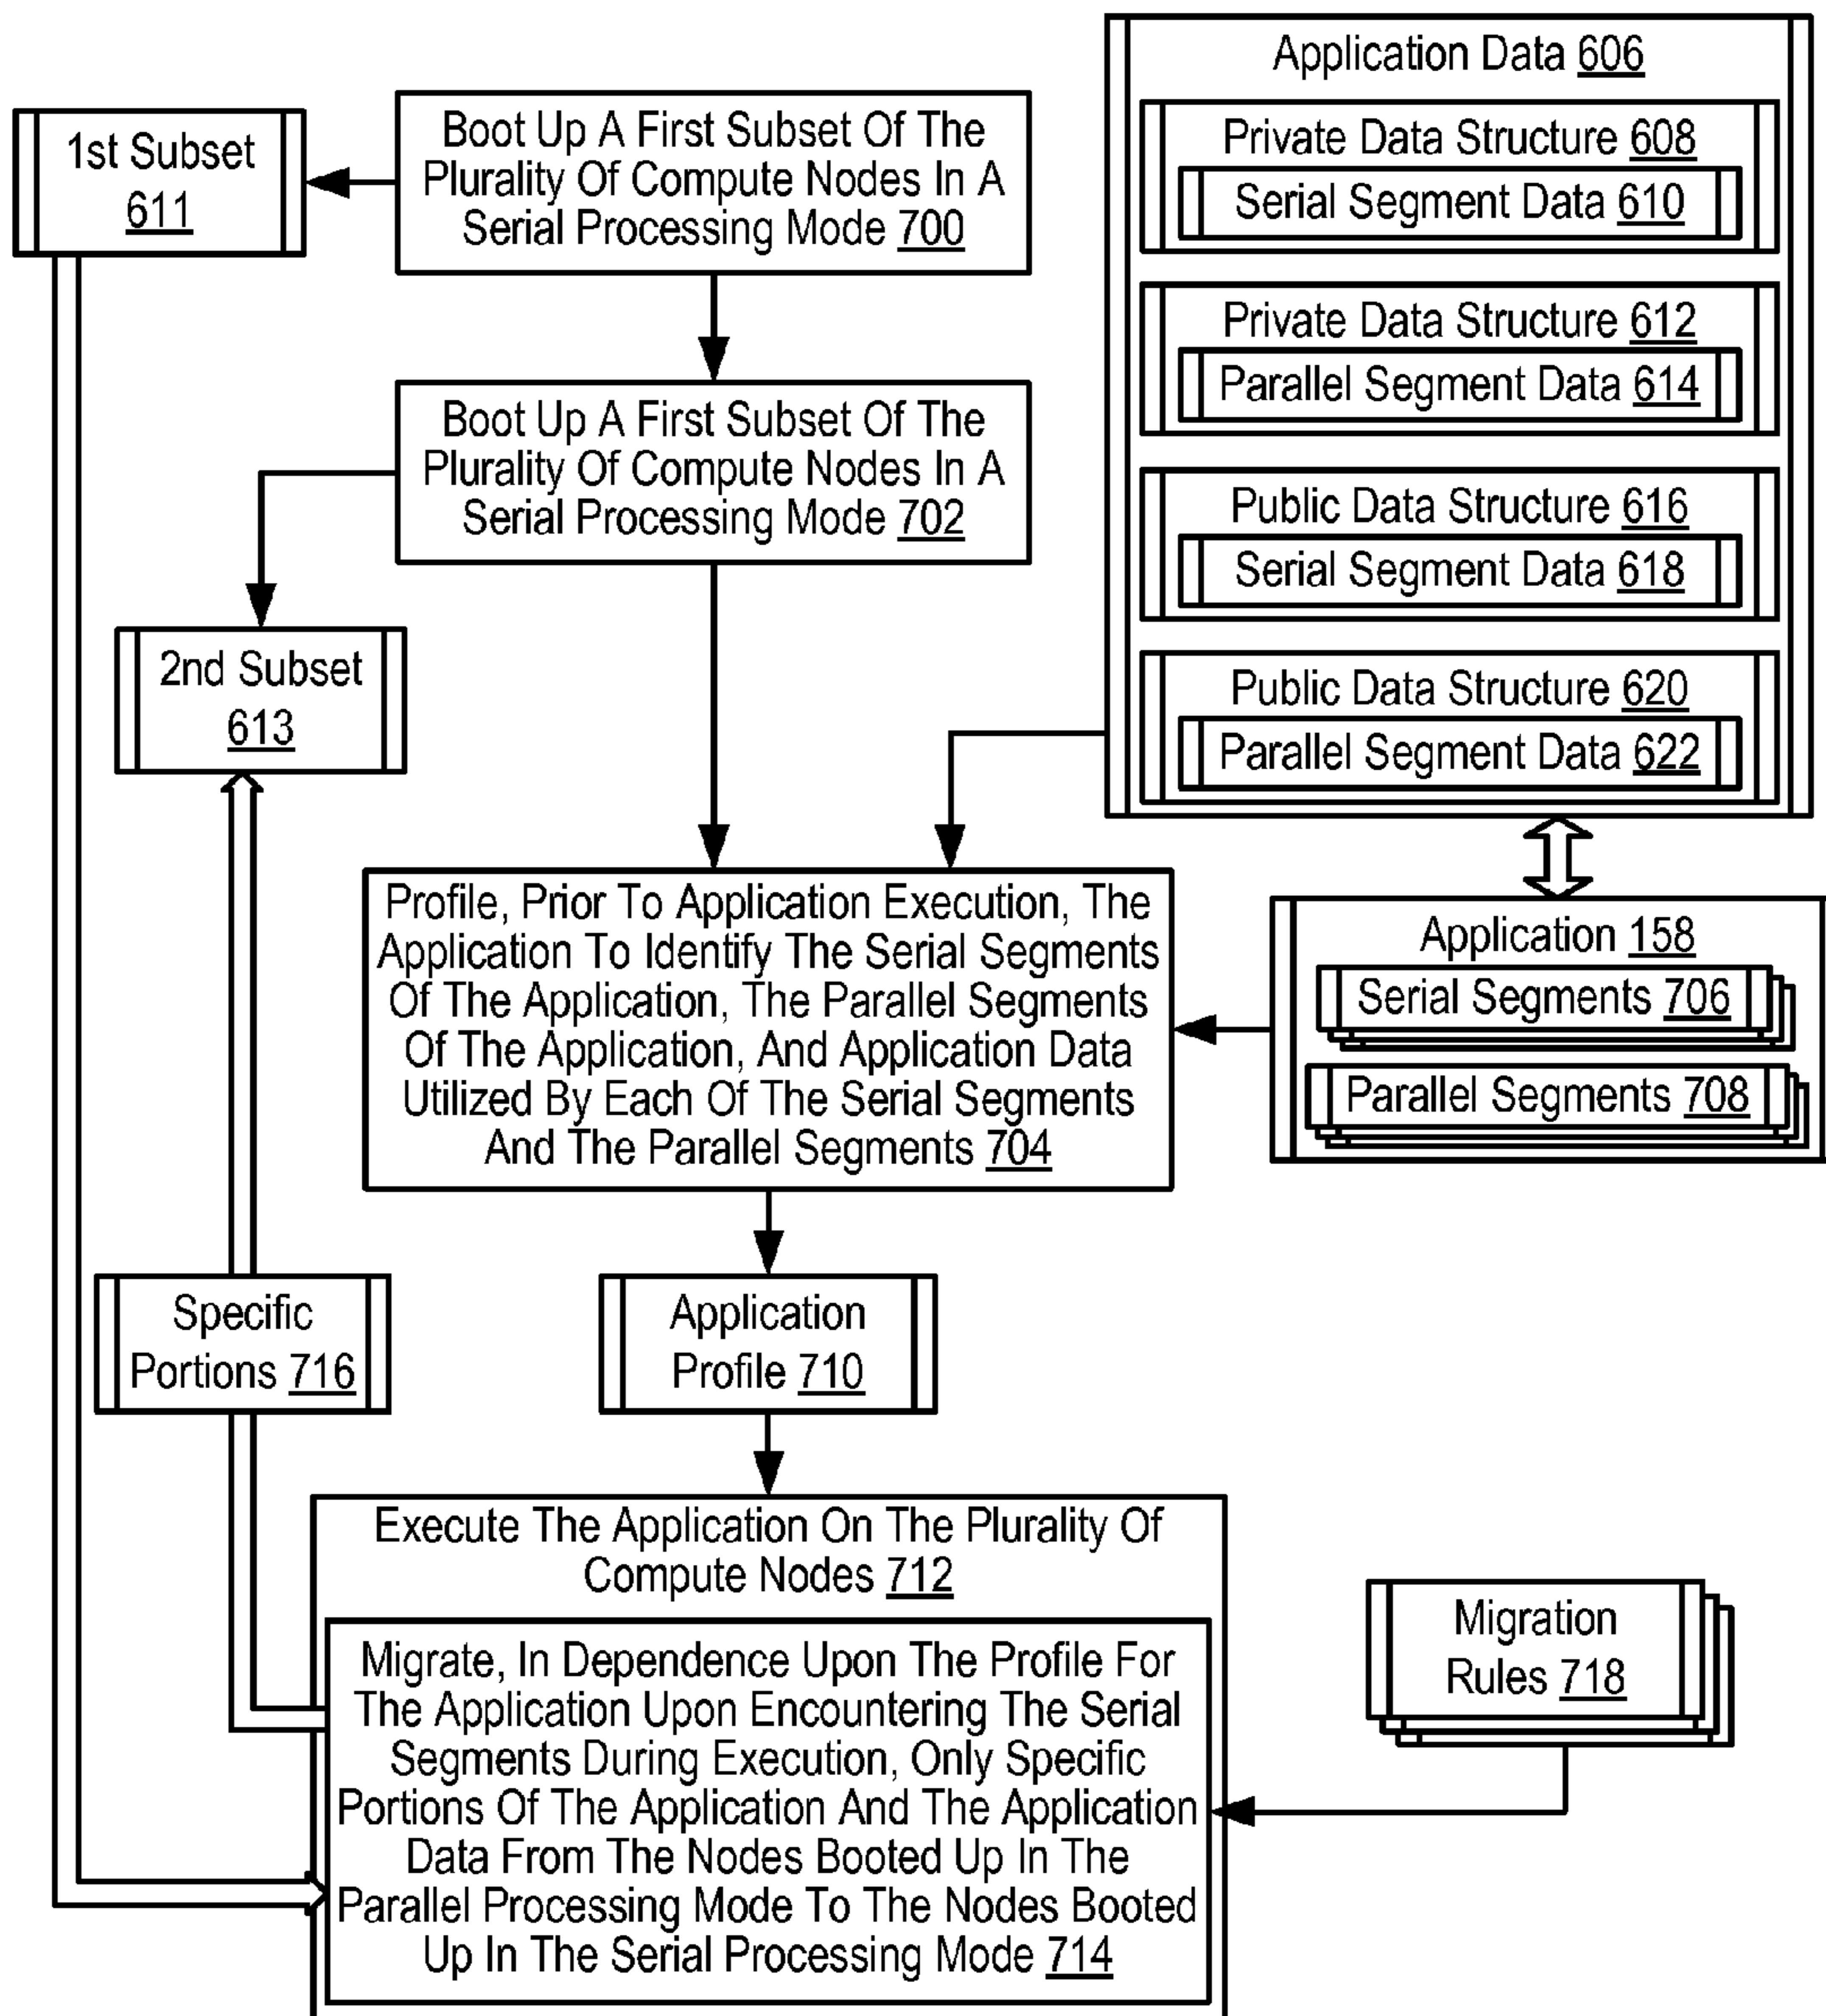 Application Data 606
Private Data Structure 608
Serial Segment Data 610
Private Data Structure 612
Parallel Segment Data 614
Public Data Structure 616
Serial Segment Data 618
Public Data Structure 620
Parallel Segment Data 622
1st Subset
611
Boot Up A First Subset Of The
Plurality Of Compute Nodes In A
Serial Processing Mode 700
Boot Up A First Subset Of The
Plurality Of Compute Nodes In A
Serial Processing Mode 702
2nd Subset
613
Profile, Prior To Application Execution, The
Application To Identify The Serial Segments
Of The Application, The Parallel Segments
Of The Application, And Application Data
Utilized By Each Of The Serial Segments
And The Parallel Segments 704
Application 158
Serial Segments 706
Parallel Segments 708
Specific
Portions 716
Application
Profile 710
Execute The Application On The Plurality Of
Compute Nodes 712
Migrate, In Dependence Upon The Profile For
The Application Upon Encountering The Serial
Segments During Execution, Only Specific
Portions Of The Application And The Application
Data From The Nodes Booted Up In The
Parallel Processing Mode To The Nodes Booted
Up In The Serial Processing Mode 714
Migration
Rules 718